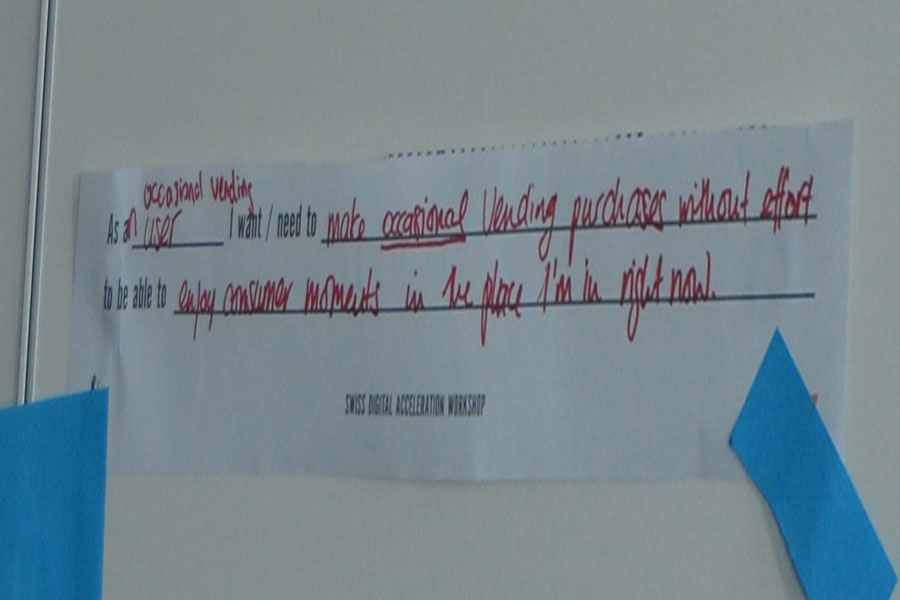 occasional vending
As an user I want / need to make occasional vending purchases without effort
to be able to enjoy consumer moments in the place I'm in right now.
SWISS DIGITAL ACCELERATION WORKSHOP